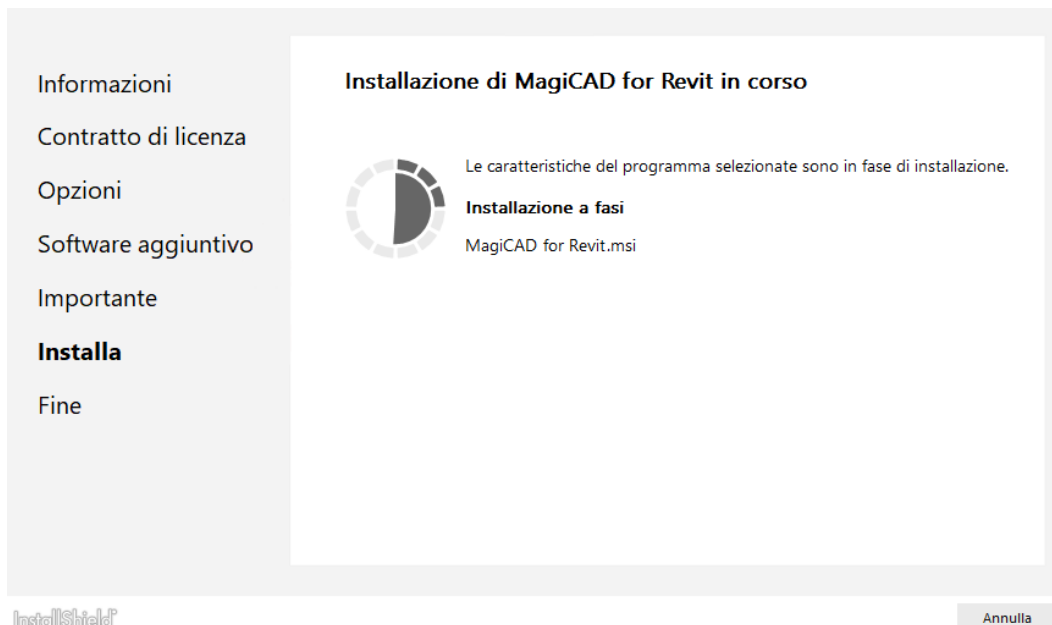 Informazioni
Contratto di licenza
Opzioni
Software aggiuntivo
Importante
Installa
Fine
Installazione di MagiCAD for Revit in corso
Le caratteristiche del programma selezionate sono in fase di installazione.
Installazione a fasi
MagiCAD for Revit.msi
InstallShield
Annulla